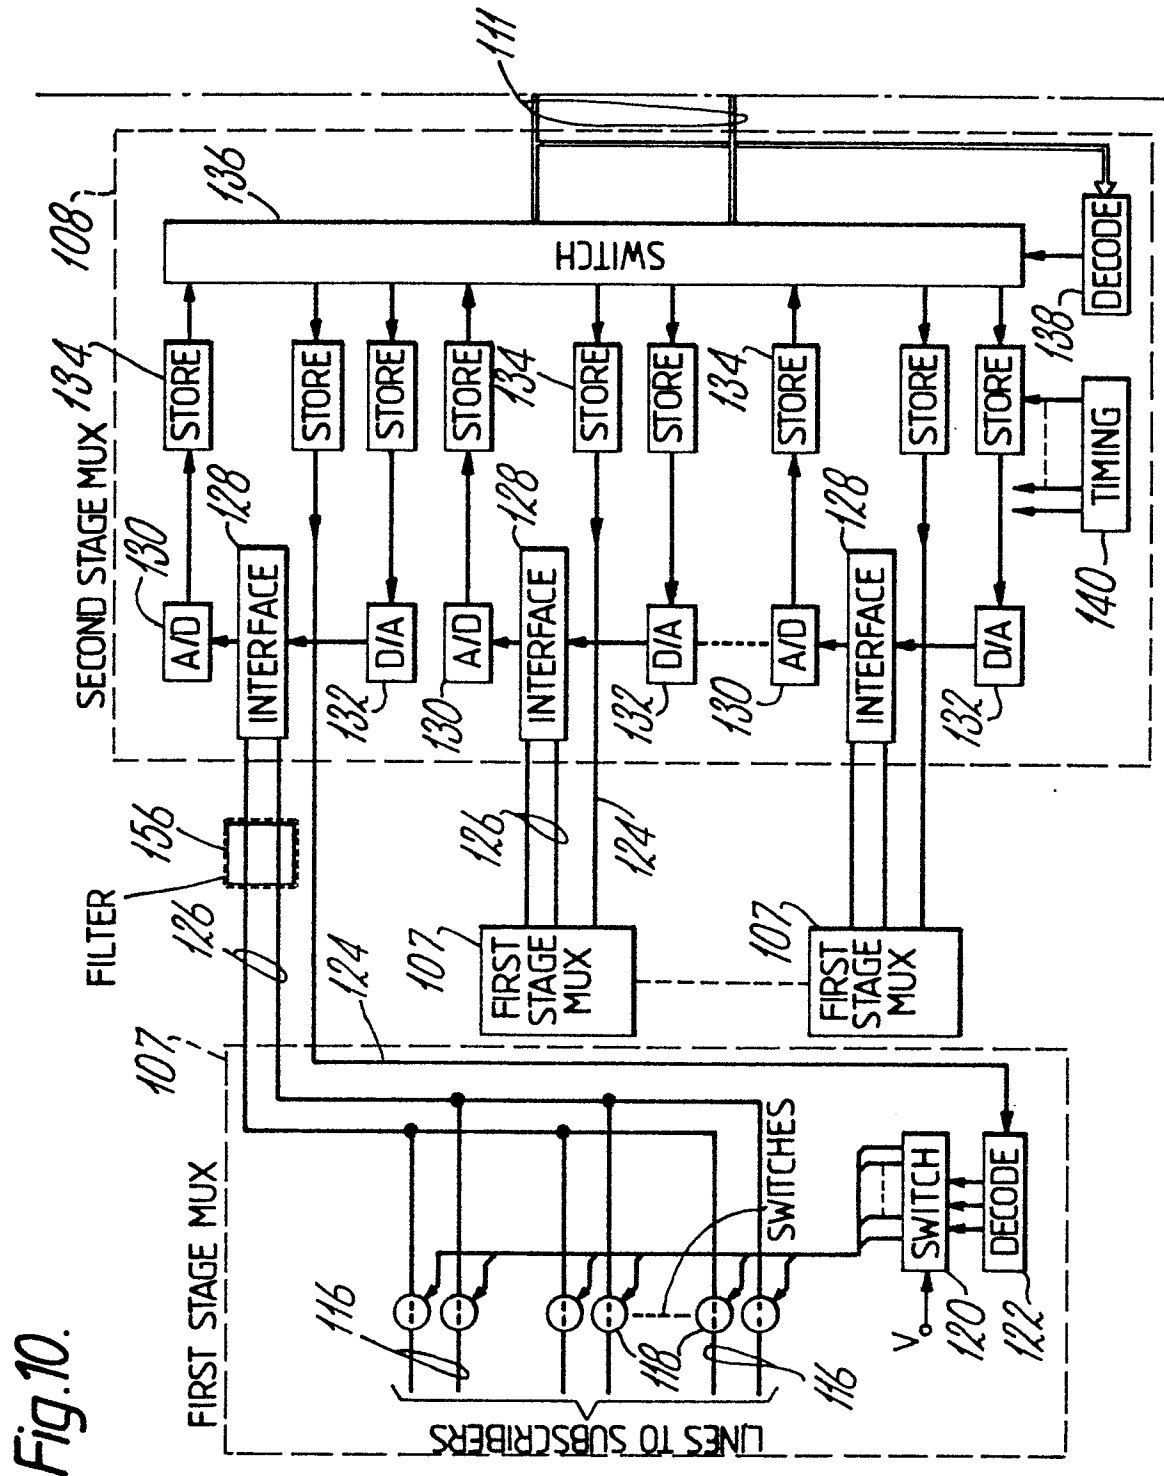 Fig.10.
FIRST STAGE MUX
107
LINES TO SUBSCRIBERS
116
116
118
SWITCHES
V
120
SWITCH
122
DECODE
124
126
FILTER
156
107
FIRST
STAGE
MUX
126
124'
107
FIRST
STAGE
MUX
SECOND STAGE MUX
108
130
A/D
128
INTERFACE
132
D/A
130
A/D
128
INTERFACE
132
D/A
130
A/D
128
INTERFACE
132
D/A
134
STORE
STORE
STORE
STORE
134
STORE
STORE
134
STORE
STORE
STORE
140
TIMING
136
SWITCH
138
DECODE
111